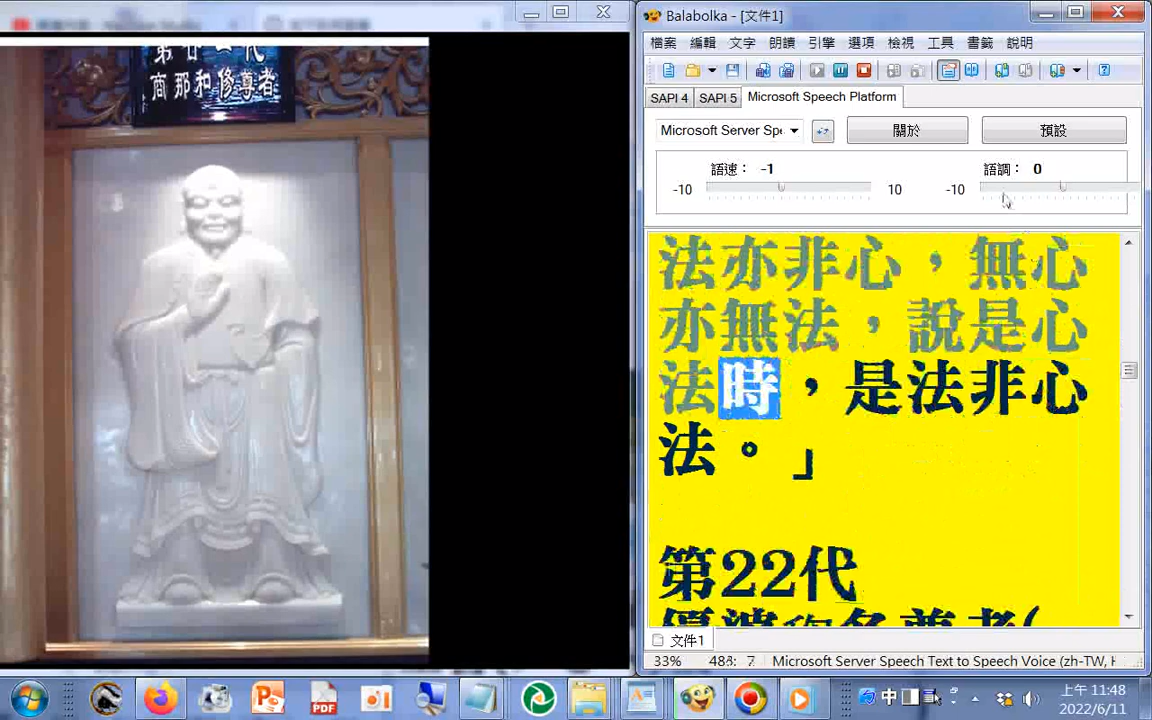 商那和修尊者
Balabolka - [文件1]
檔案 編輯 文字 朗讀 引擎 選項 檢視 工具 書籤 說明
SAPI 4 SAPI 5 Microsoft Speech Platform
Microsoft Server Spe
關於 預設
語速： -1 語調： 0
-10 10 -10
法亦非心，無心
亦無法，說是心
法時，是法非心
法。」
第22代
文件1
33% Microsoft Server Speech Text to Speech Voice (zh-TW, H
中
上午 11:48
2022/6/11